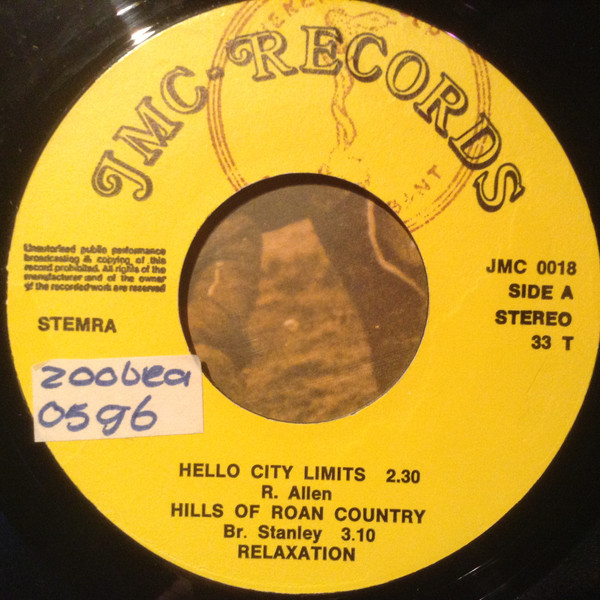 JMC-RECORDS
BANT
Unautorised public performance
broadcasting & copying of this
record prohibited. All rights of the
manufacturer and of the owner
of the recorded work are reserved
STEMRA
JMC 0018
SIDE A
STEREO
33 T
zoobea
0596
HELLO CITY LIMITS 2.30
R. Allen
HILLS OF ROAN COUNTRY
Br. Stanley 3.10
RELAXATION